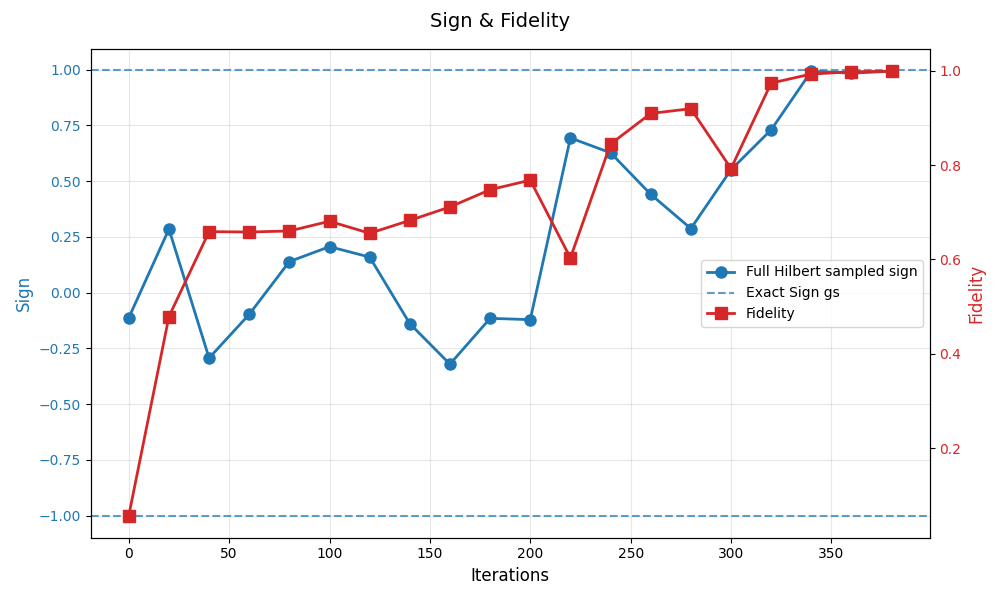 Sign & Fidelity
1.00
0.75
0.50
0.25
0.00
−0.25
−0.50
−0.75
−1.00
Sign
1.0
0.8
0.6
0.4
0.2
Fidelity
Full Hilbert sampled sign
Exact Sign gs
Fidelity
0 50 100 150 200 250 300 350
Iterations